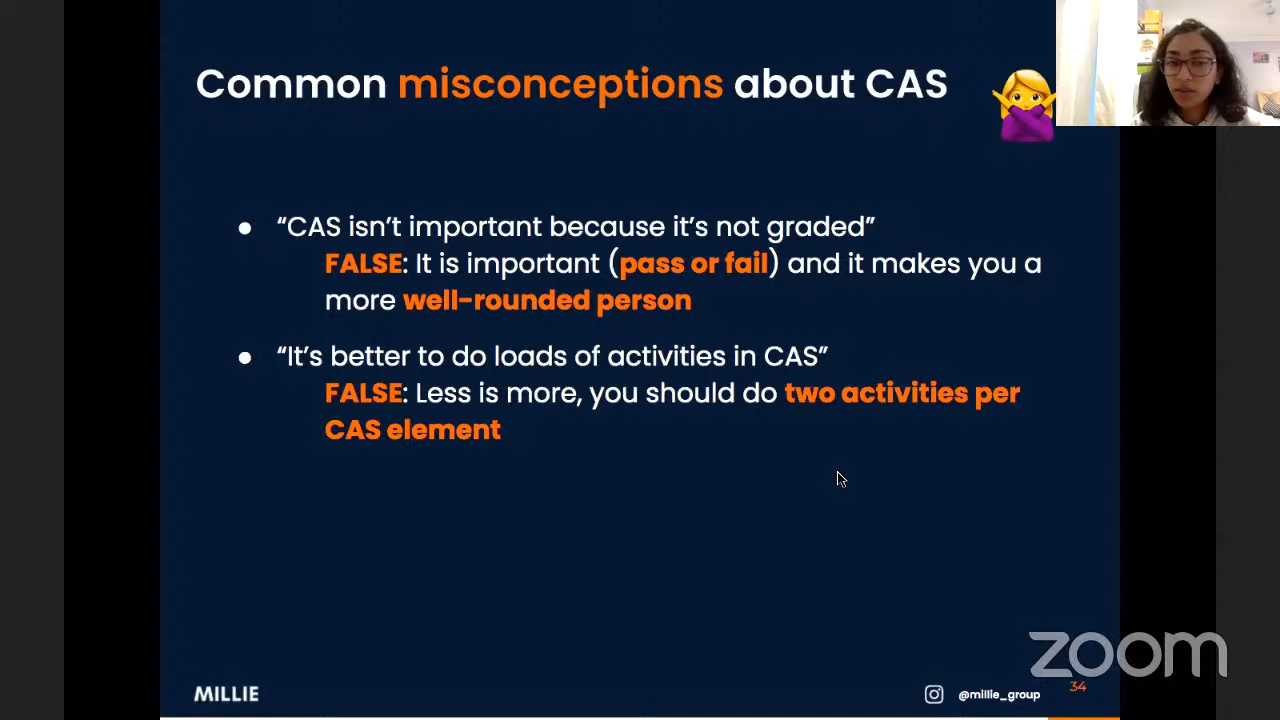 Common misconceptions about CAS
● “CAS isn’t important because it’s not graded”
FALSE: It is important (pass or fail) and it makes you a
more well-rounded person
● “It’s better to do loads of activities in CAS”
FALSE: Less is more, you should do two activities per
CAS element
zoom
MILLIE
@millie_group
34